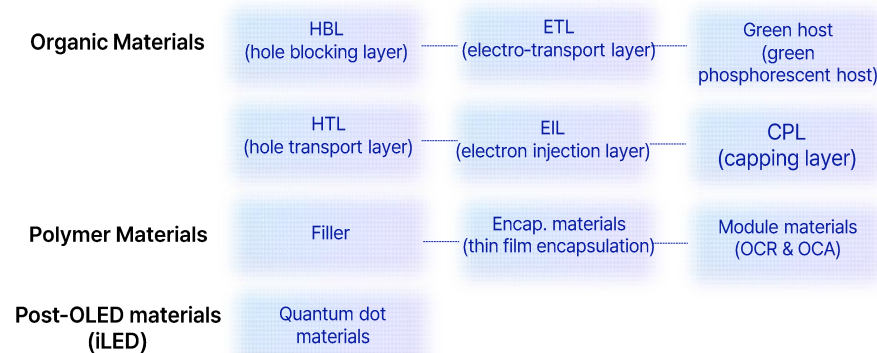 Organic Materials
HBL
(hole blocking layer)
ETL
(electro-transport layer)
Green host
(green
phosphorescent host)
HTL
(hole transport layer)
EIL
(electron injection layer)
CPL
(capping layer)
Polymer Materials
Filler
Encap. materials
(thin film encapsulation)
Module materials
(OCR & OCA)
Post-OLED materials
(iLED)
Quantum dot
materials